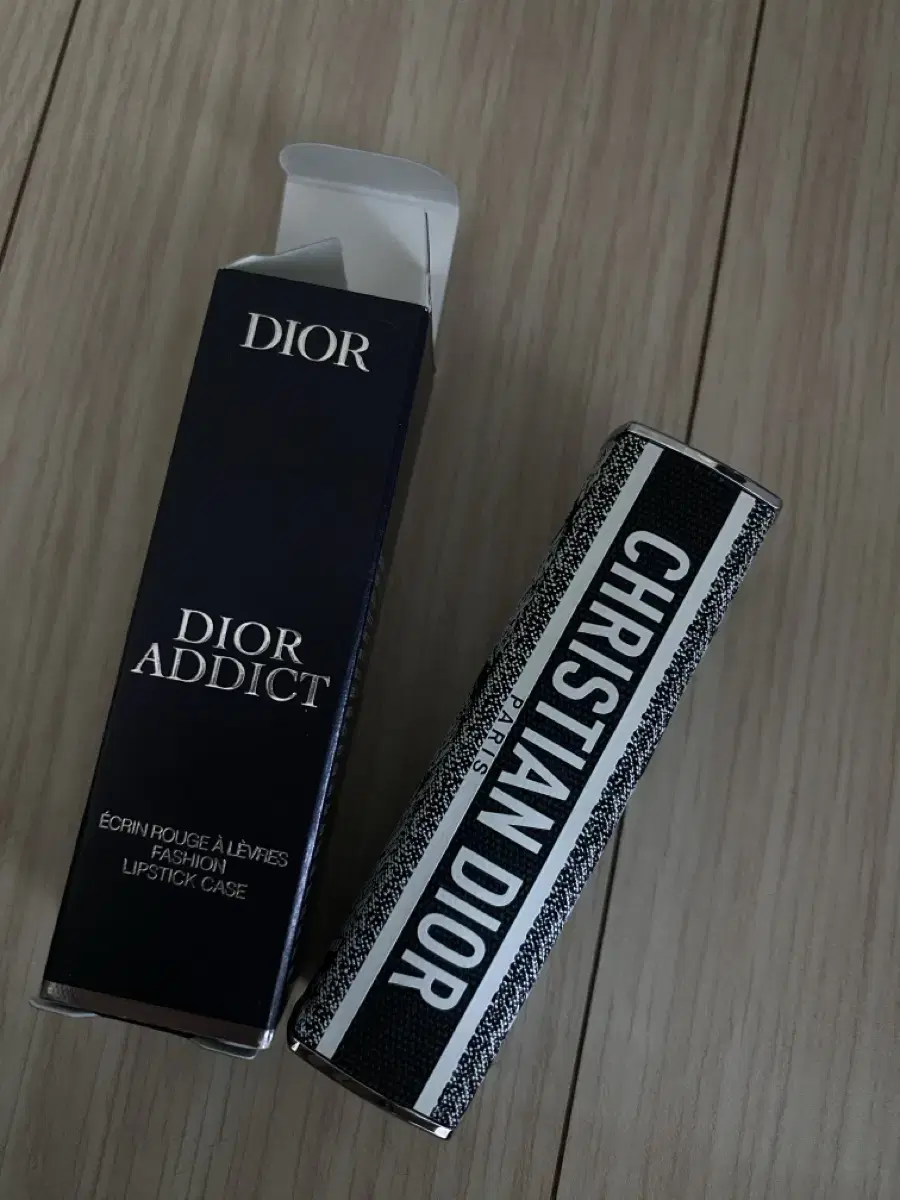 DIOR
DIOR
ADDICT
ÉCRIN ROUGE À LÈVRES
FASHION
LIPSTICK CASE
CHRISTIAN DIOR
PARIS